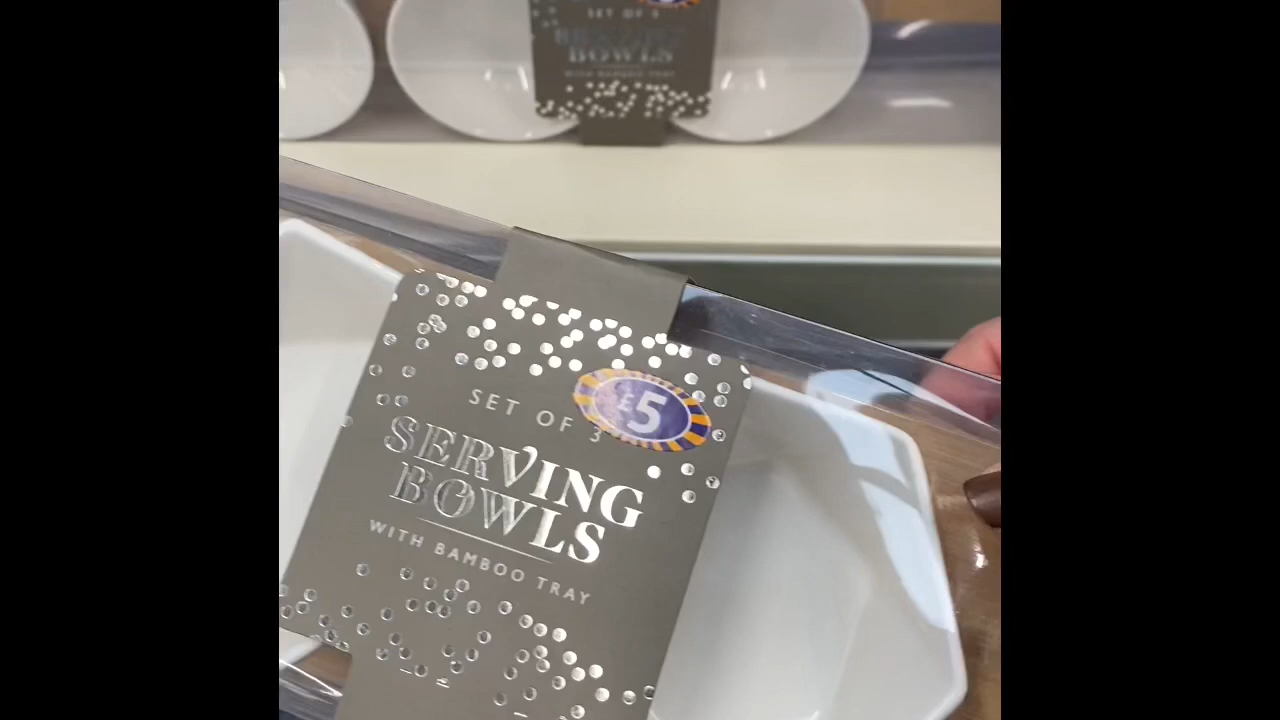 SET OF 3
SERVING
BOWLS
WITH BAMBOO TRAY
£5
SET OF 3
SERVING
BOWLS
WITH BAMBOO TRAY